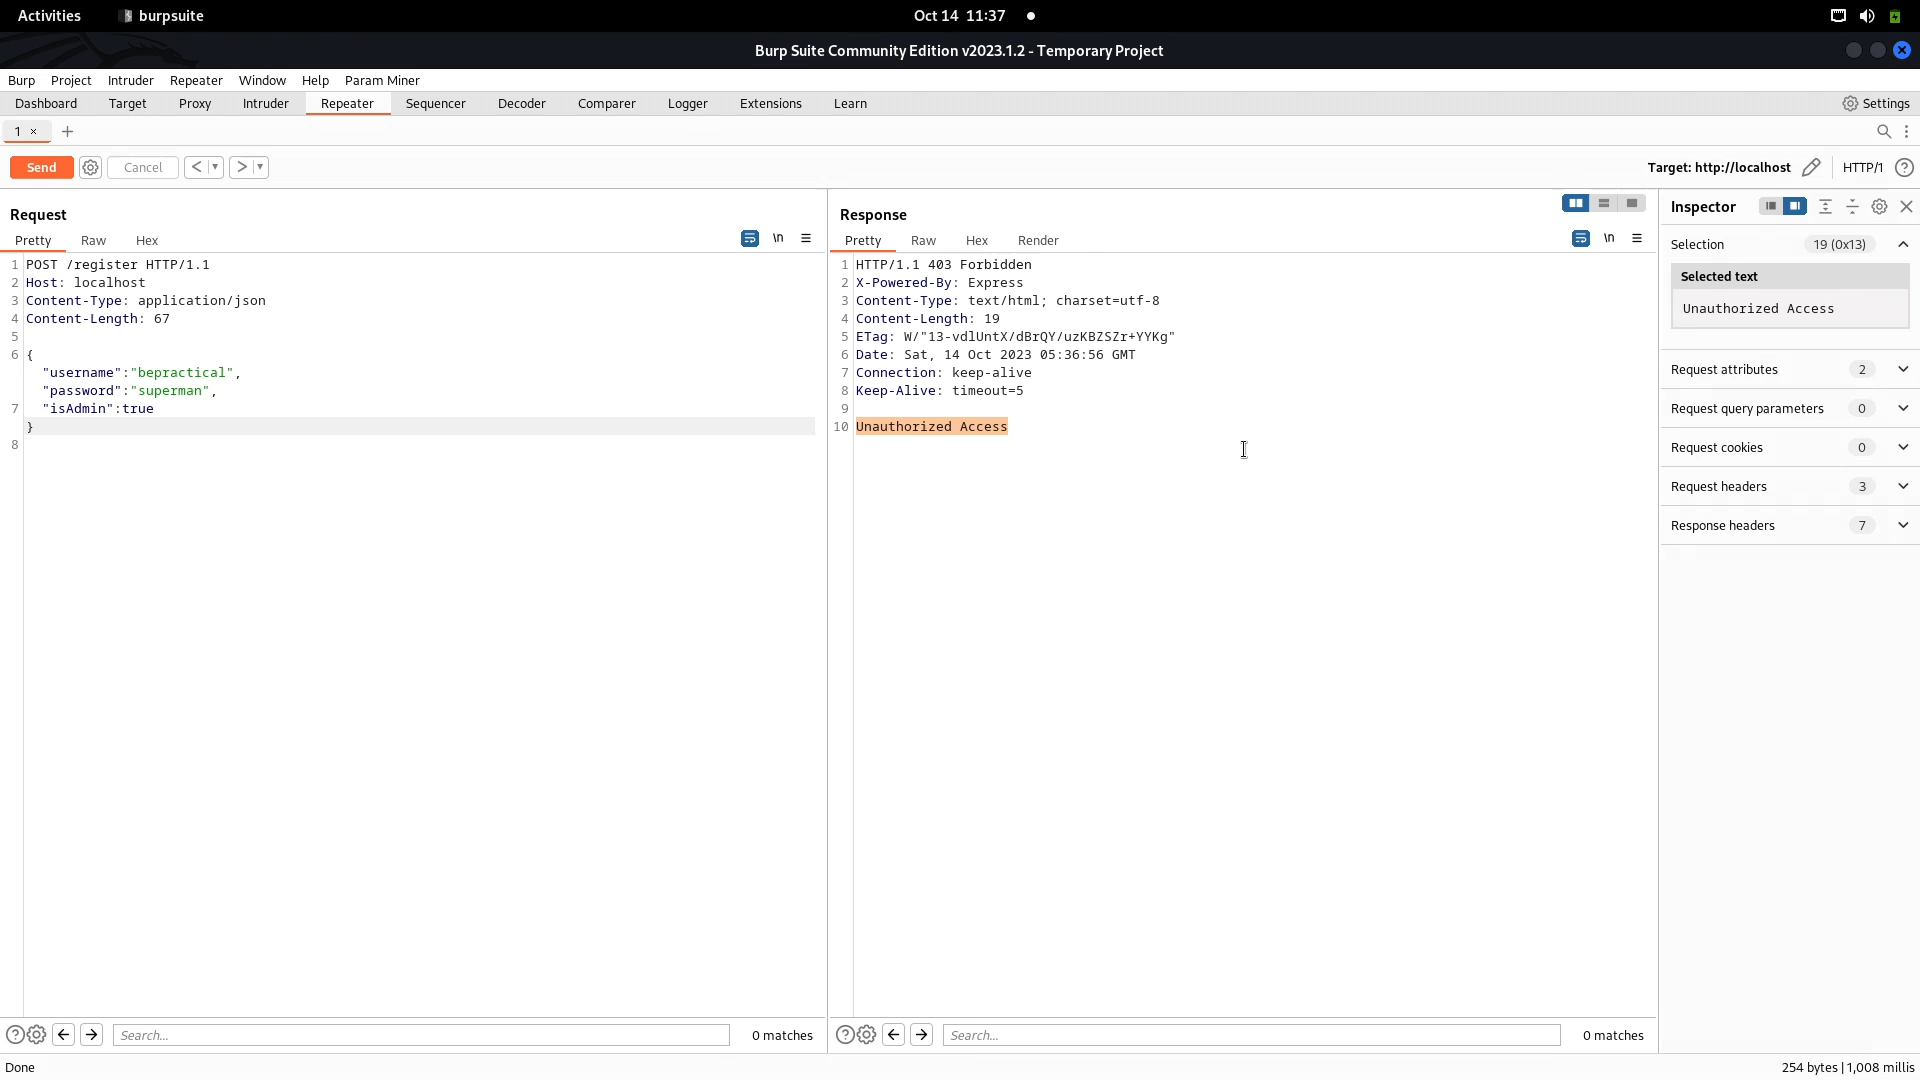 Activities
burpsuite
Oct 14 11:37
Burp Suite Community Edition v2023.1.2 - Temporary Project
Burp Project Intruder Repeater Window Help Param Miner
Dashboard Target Proxy Intruder Repeater Sequencer Decoder Comparer Logger Extensions Learn
Settings
1 × +
Send Cancel < >
Target: http://localhost
HTTP/1
Request
Pretty Raw Hex
\n
1 POST /register HTTP/1.1
2 Host: localhost
3 Content-Type: application/json
4 Content-Length: 67
5
6 {
"username":"bepractical",
"password":"superman",
7 "isAdmin":true
}
8
Search...
0 matches
Response
Pretty Raw Hex Render
\n
1 HTTP/1.1 403 Forbidden
2 X-Powered-By: Express
3 Content-Type: text/html; charset=utf-8
4 Content-Length: 19
5 ETag: W/"13-vdlUntX/dBrQY/uzKBZSZr+YYKg"
6 Date: Sat, 14 Oct 2023 05:36:56 GMT
7 Connection: keep-alive
8 Keep-Alive: timeout=5
9
10 Unauthorized Access
Search...
0 matches
Inspector
Selection 19 (0x13)
Selected text
Unauthorized Access
Request attributes 2
Request query parameters 0
Request cookies 0
Request headers 3
Response headers 7
Done
254 bytes | 1,008 millis